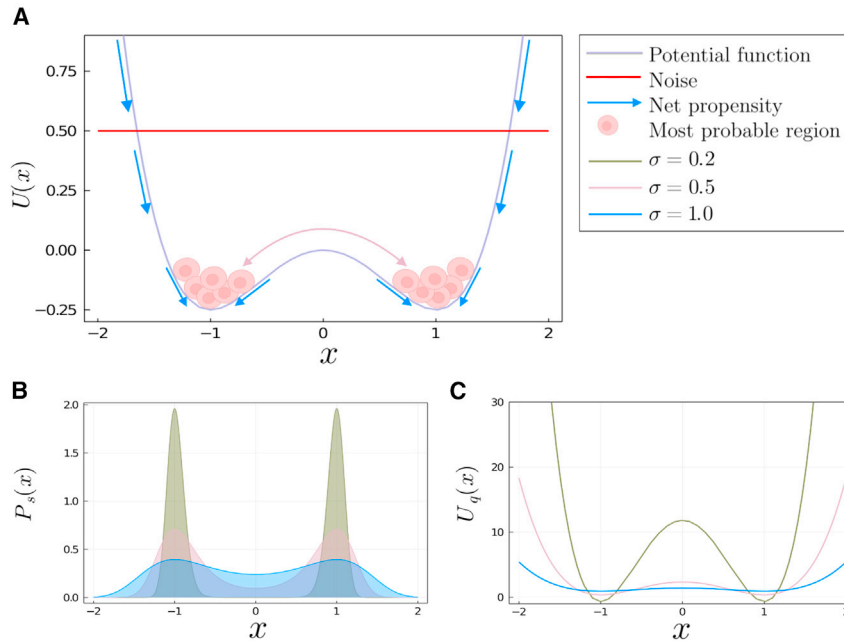 A
U(x)
0.75
0.50
0.25
0.00
−0.25
−2
−1
0
1
2
x
Potential function
Noise
Net propensity
Most probable region
σ = 0.2
σ = 0.5
σ = 1.0
B
P_s(x)
2.0
1.5
1.0
0.5
0.0
−2
−1
0
1
2
x
C
U_q(x)
30
20
10
0
−2
−1
0
1
2
x